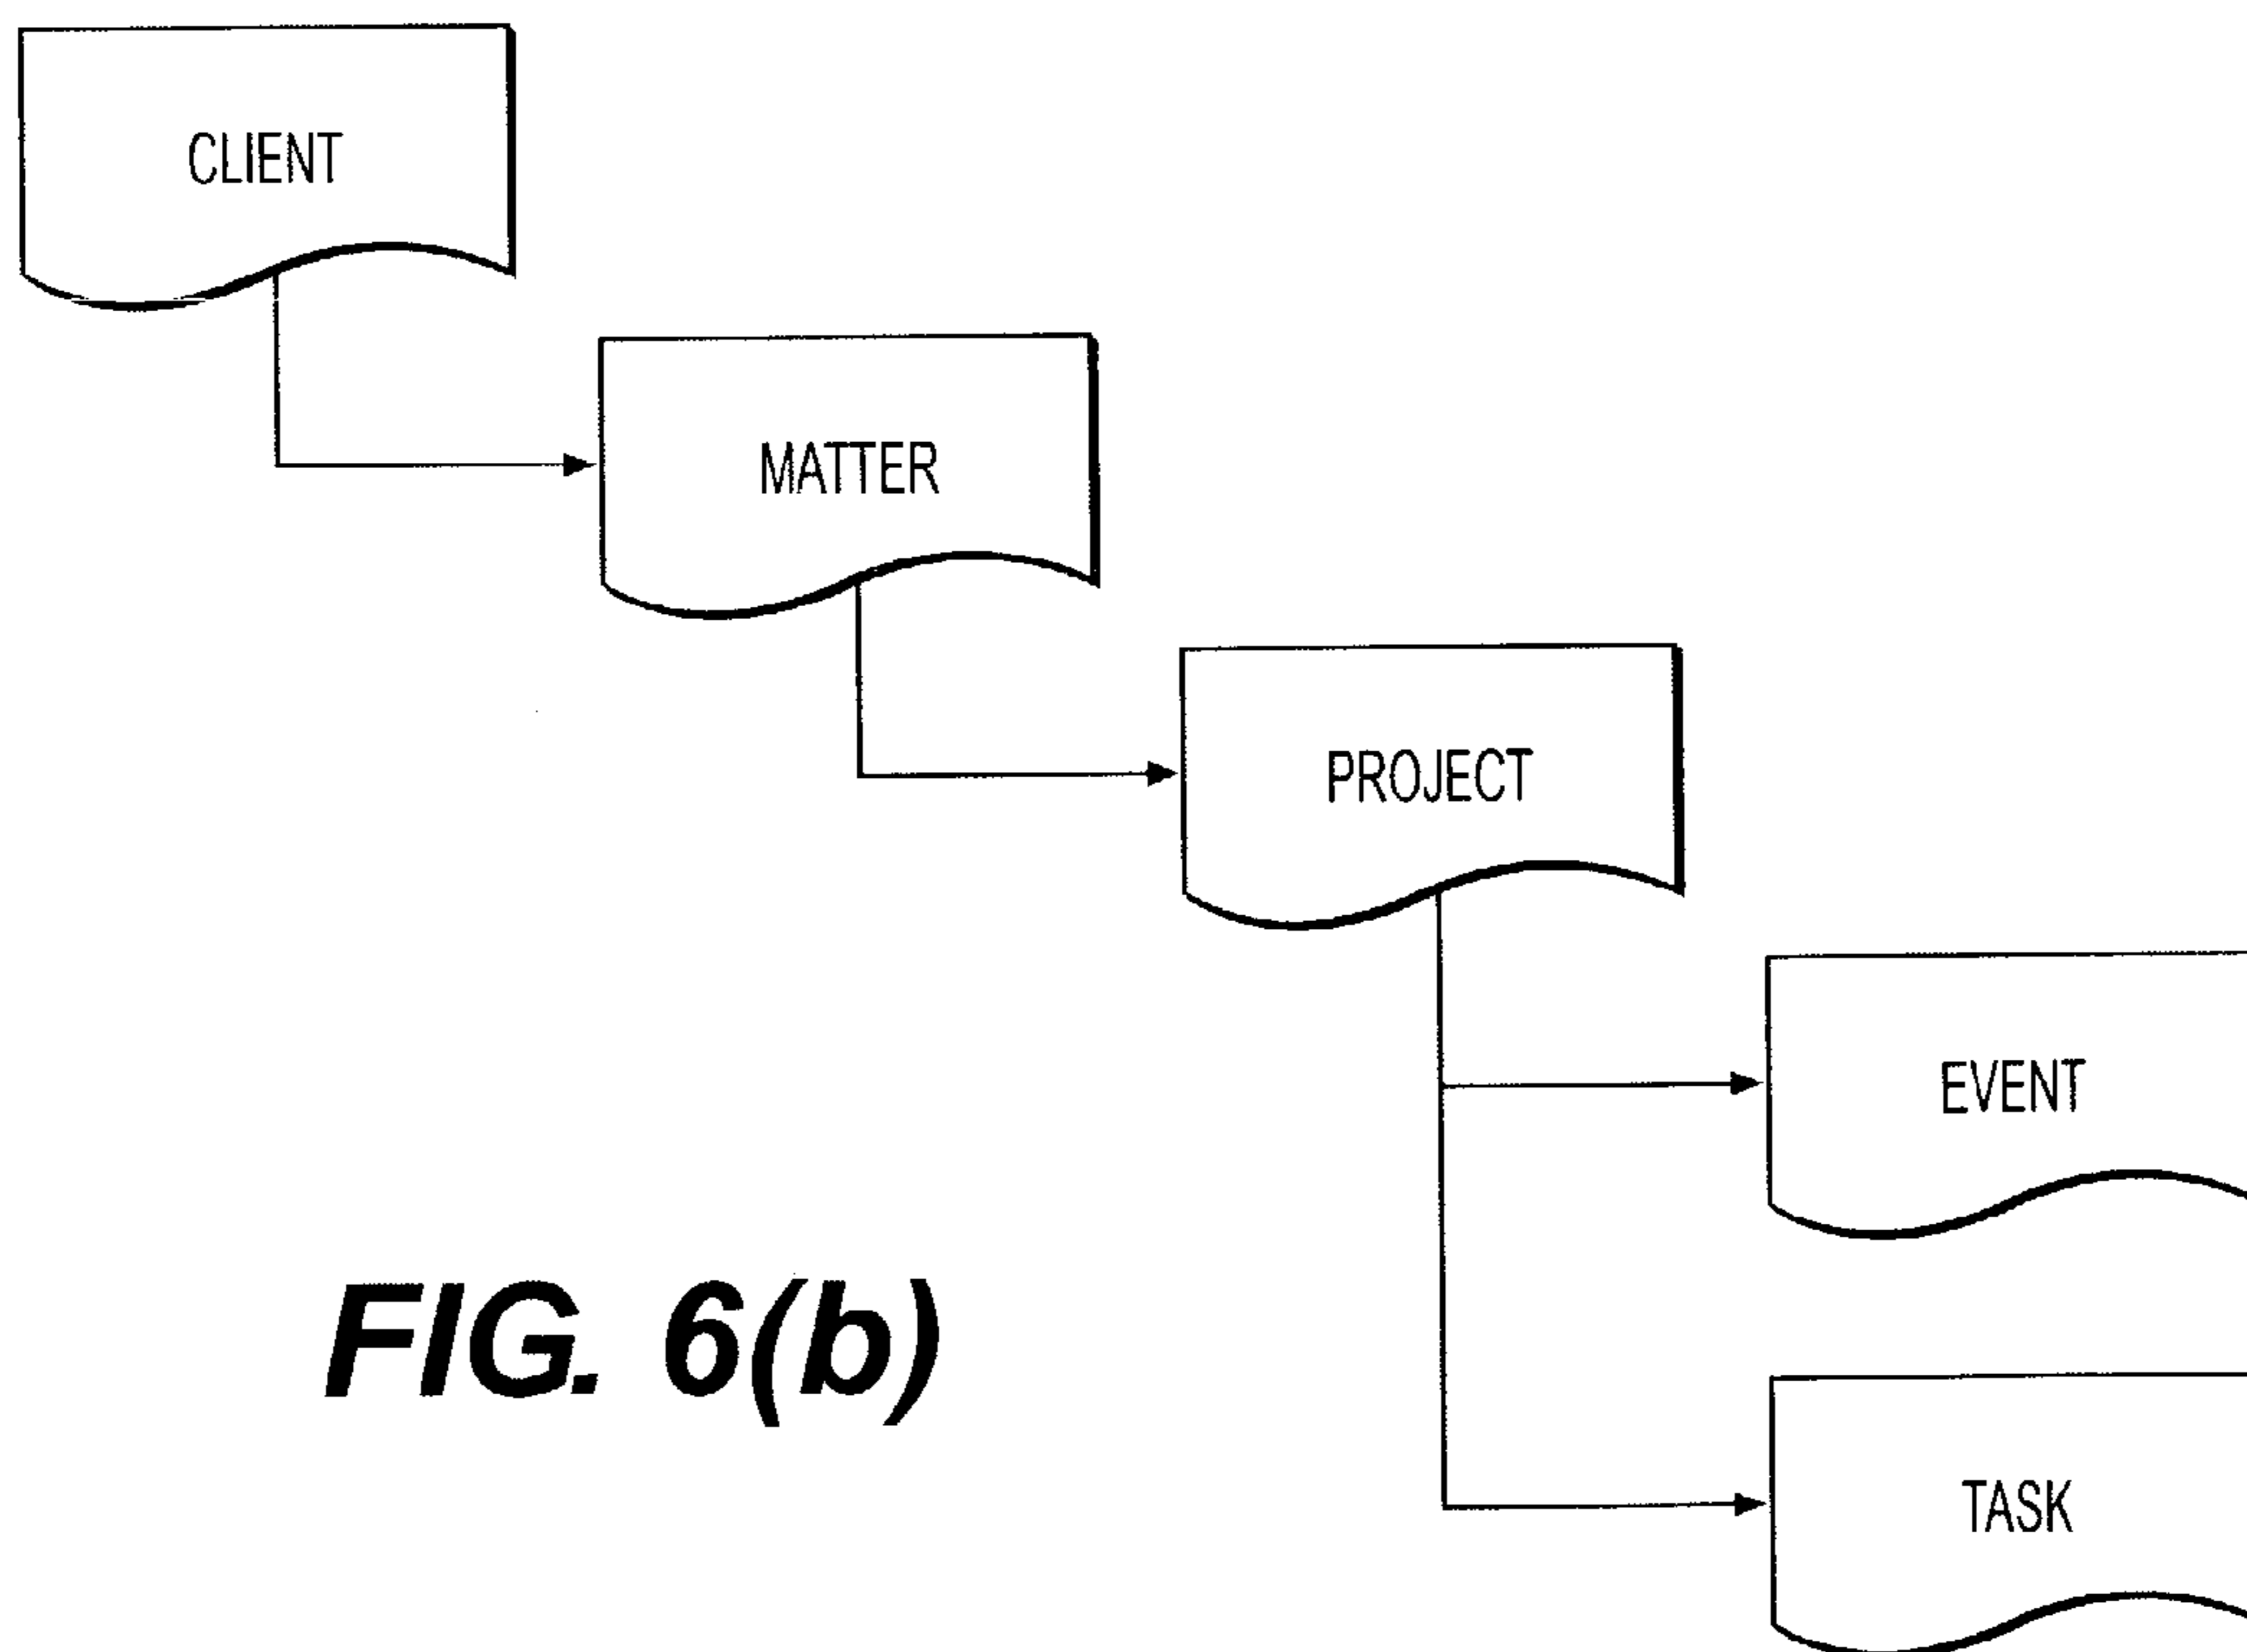 CLIENT
MATTER
PROJECT
EVENT
FIG. 6(b)
TASK